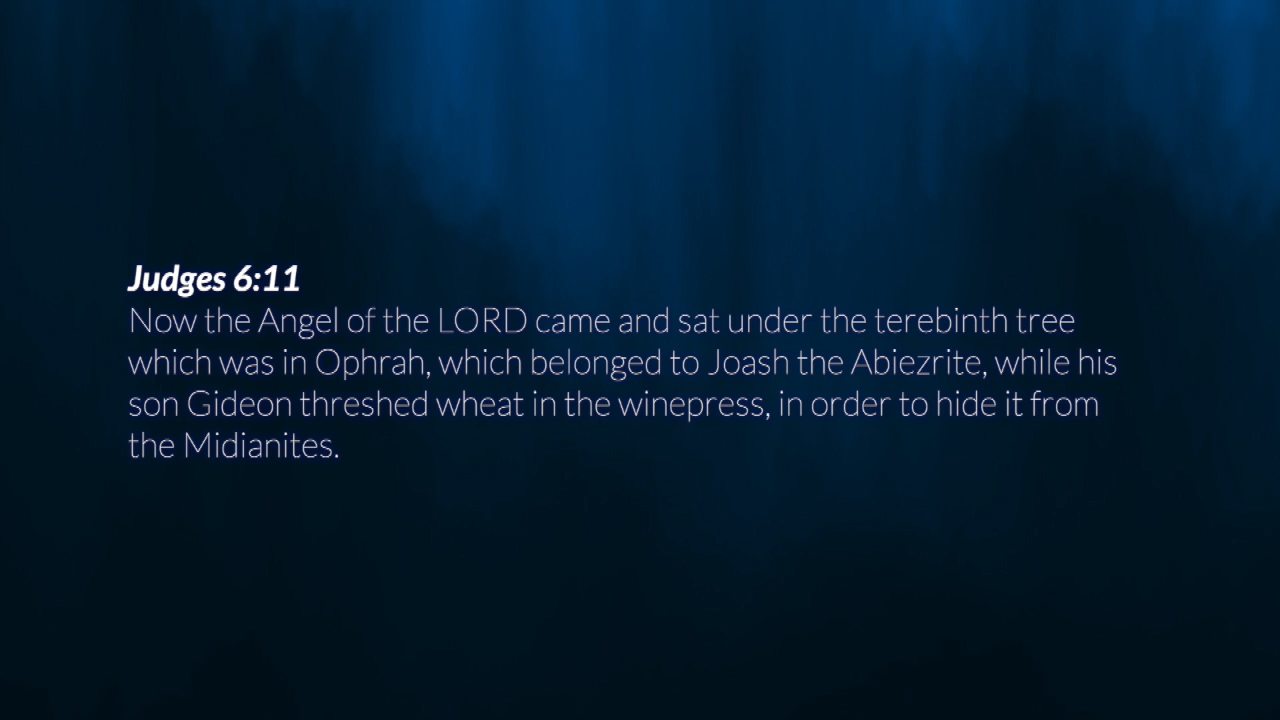 Judges 6:11
Now the Angel of the LORD came and sat under the terebinth tree
which was in Ophrah, which belonged to Joash the Abiezrite, while his
son Gideon threshed wheat in the winepress, in order to hide it from
the Midianites.